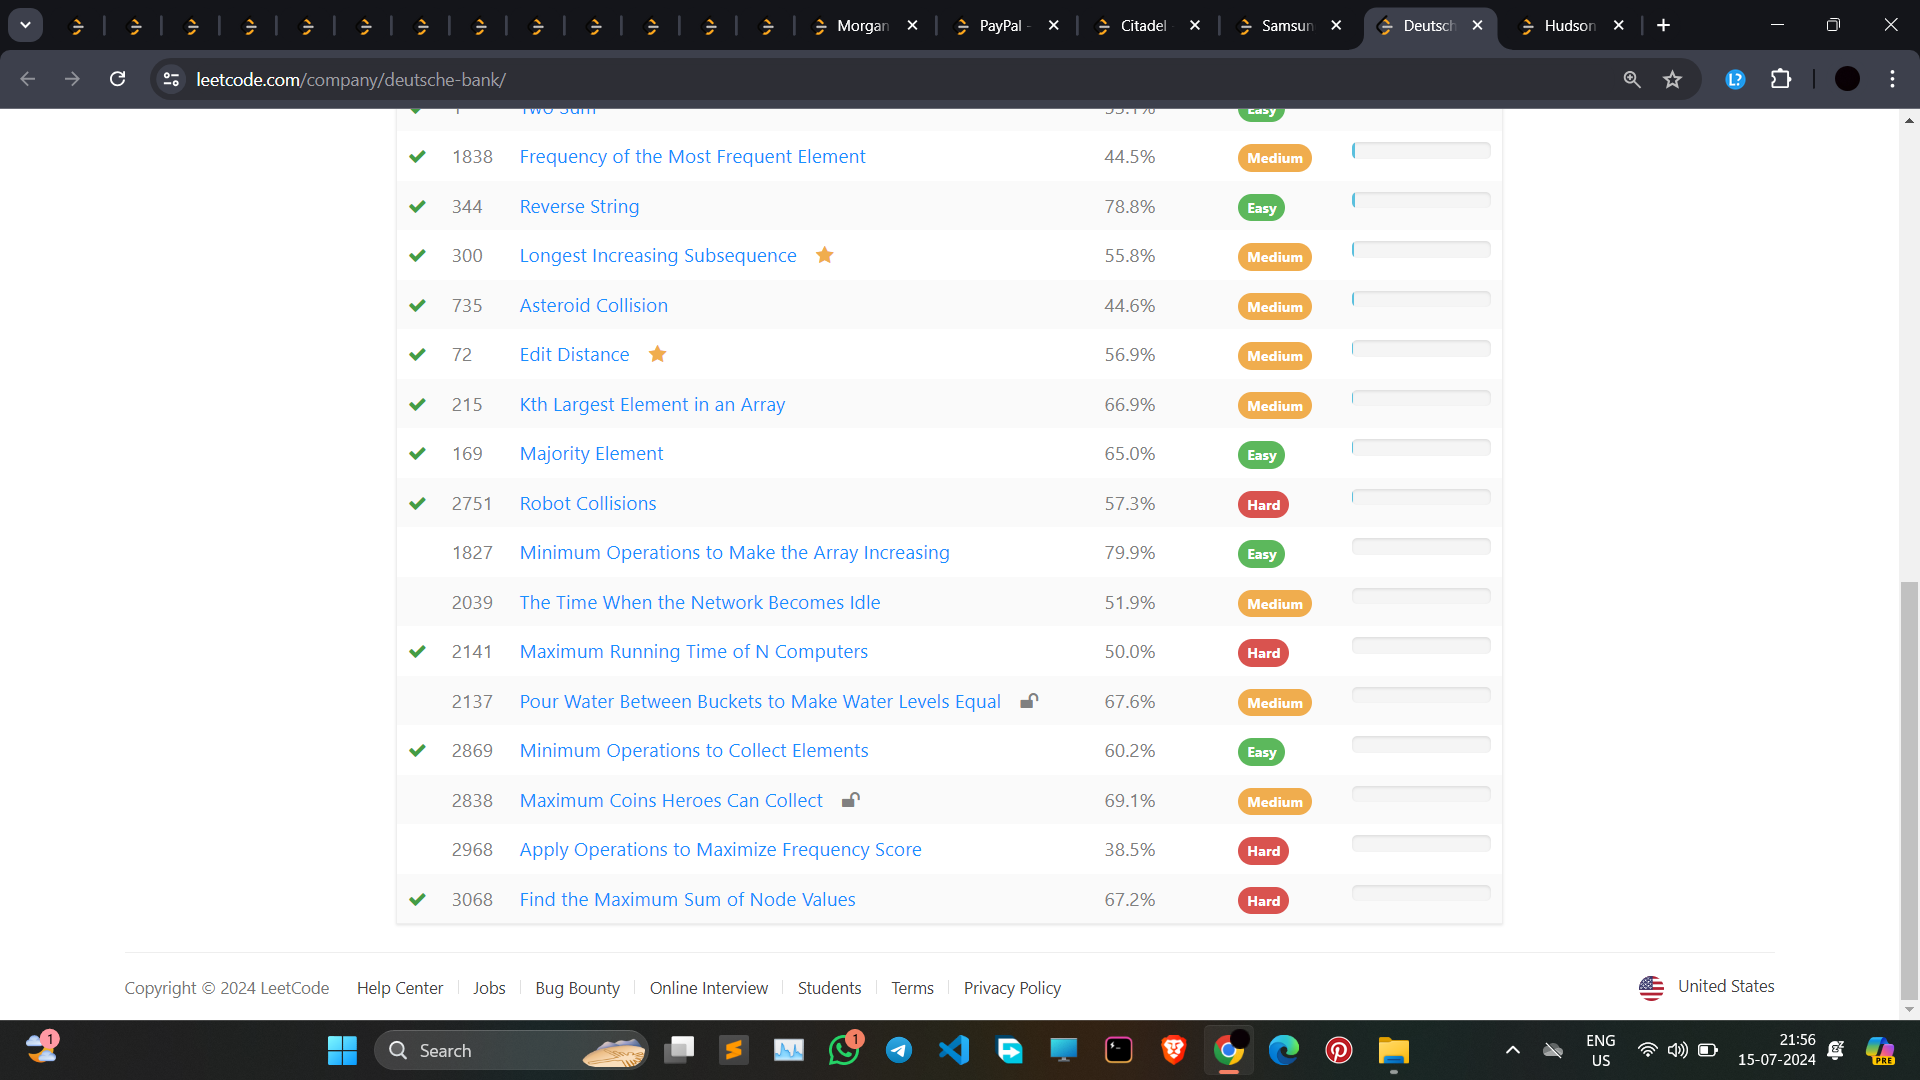 Morgan
PayPal -
Citadel
Samsun
Deutsch
Hudson
leetcode.com/company/deutsche-bank/
1 Two Sum 53.1% Easy
1838 Frequency of the Most Frequent Element 44.5% Medium
344 Reverse String 78.8% Easy
300 Longest Increasing Subsequence 55.8% Medium
735 Asteroid Collision 44.6% Medium
72 Edit Distance 56.9% Medium
215 Kth Largest Element in an Array 66.9% Medium
169 Majority Element 65.0% Easy
2751 Robot Collisions 57.3% Hard
1827 Minimum Operations to Make the Array Increasing 79.9% Easy
2039 The Time When the Network Becomes Idle 51.9% Medium
2141 Maximum Running Time of N Computers 50.0% Hard
2137 Pour Water Between Buckets to Make Water Levels Equal 67.6% Medium
2869 Minimum Operations to Collect Elements 60.2% Easy
2838 Maximum Coins Heroes Can Collect 69.1% Medium
2968 Apply Operations to Maximize Frequency Score 38.5% Hard
3068 Find the Maximum Sum of Node Values 67.2% Hard
Copyright © 2024 LeetCode Help Center Jobs Bug Bounty Online Interview Students Terms Privacy Policy United States
1
Search
1
ENG
US
21:56
15-07-2024
PRE